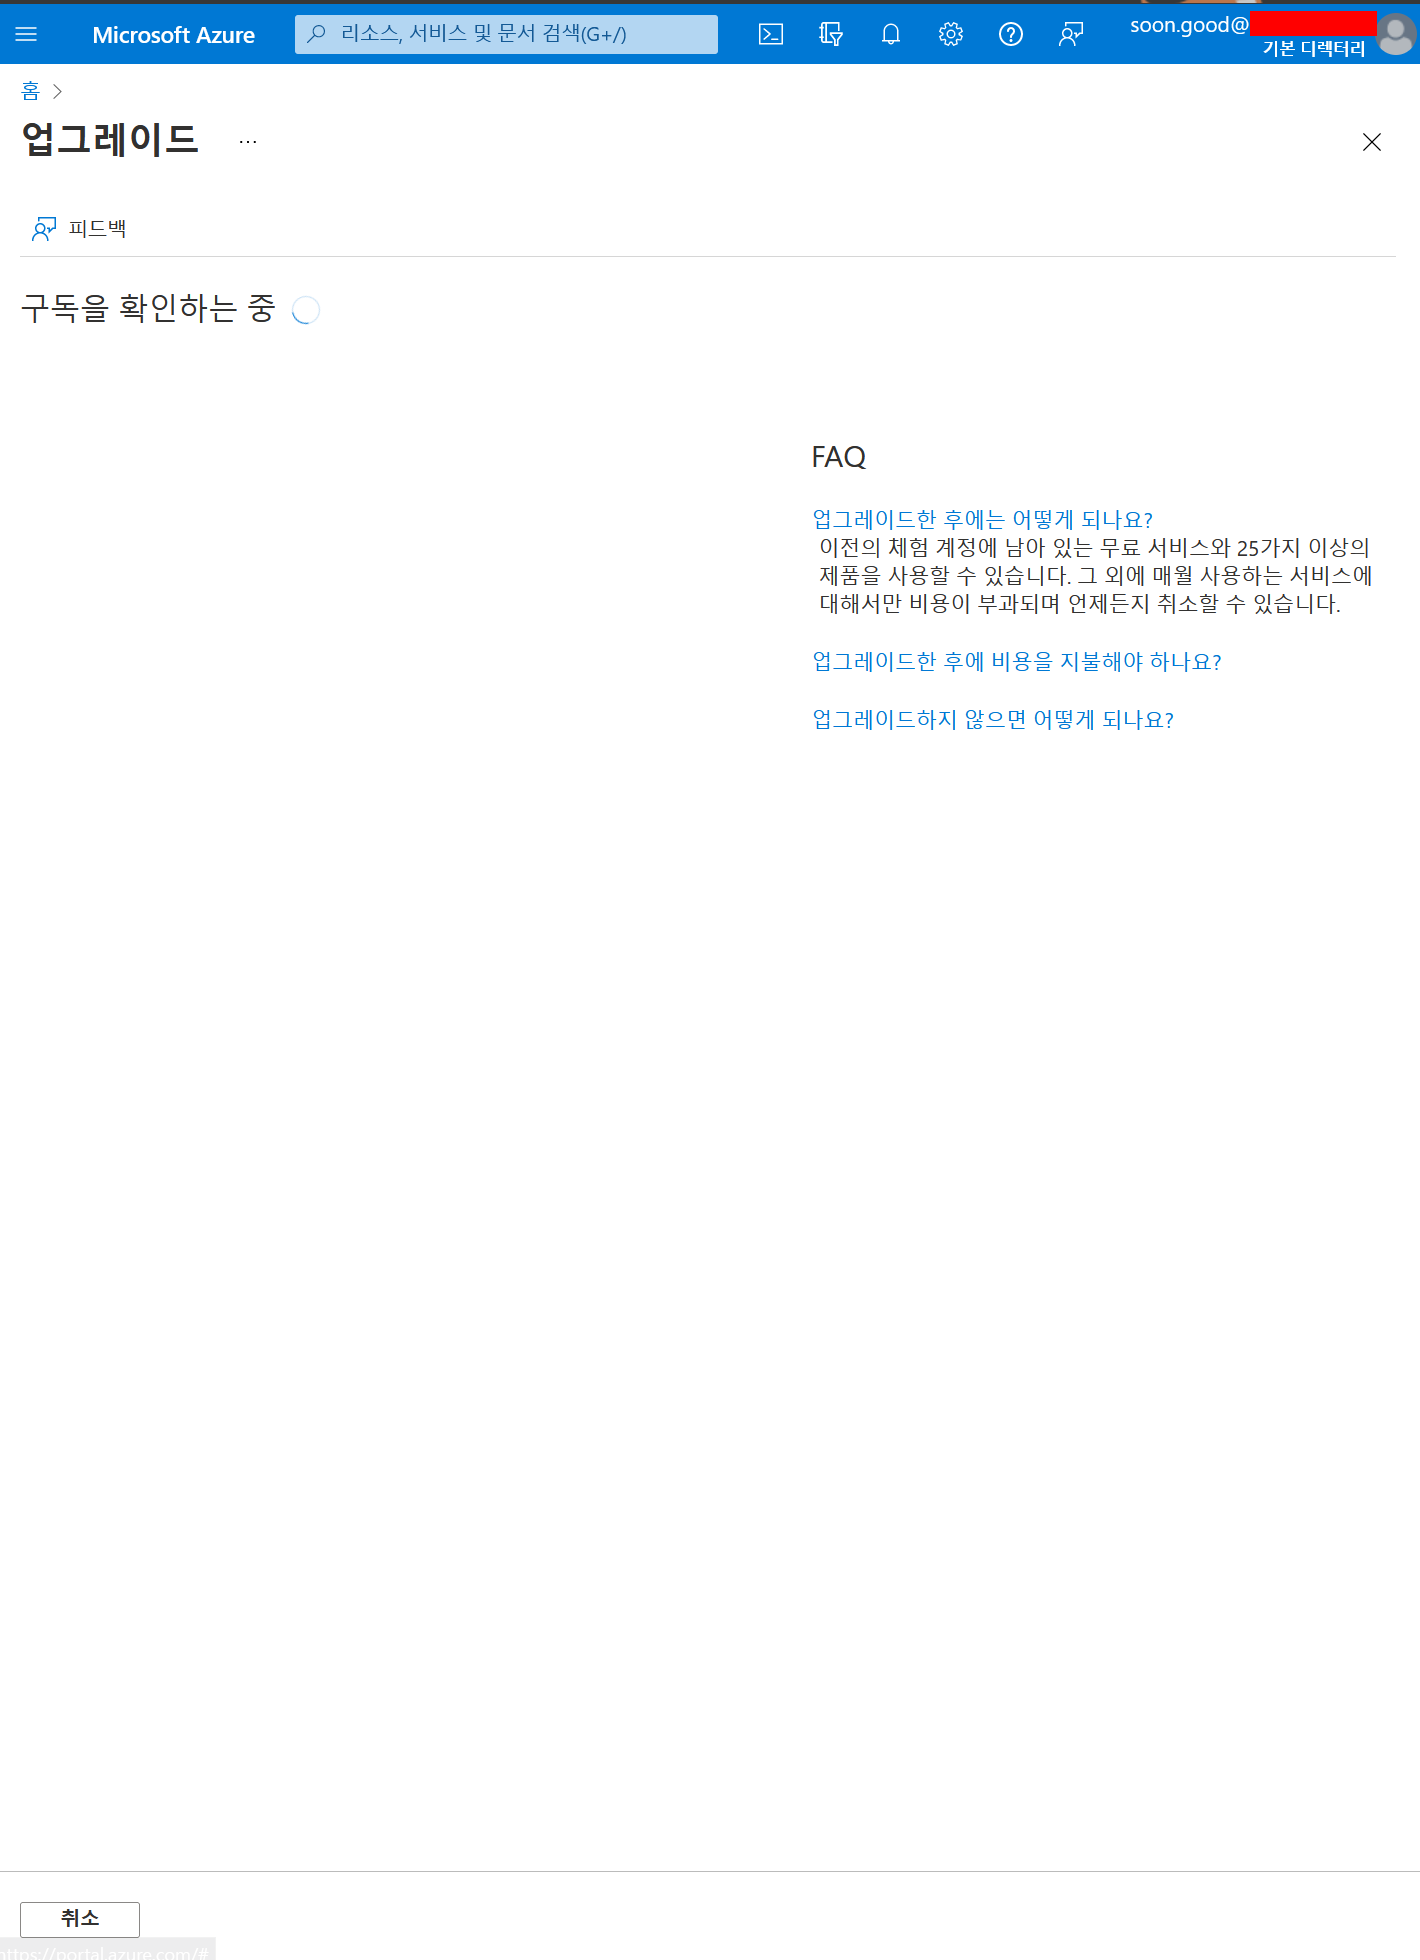 Microsoft Azure
리소스, 서비스 및 문서 검색(G+/)
soon.good@
기본 디렉터리
홈
업그레이드 ...
피드백
구독을 확인하는 중
FAQ
업그레이드한 후에는 어떻게 되나요?
이전의 체험 계정에 남아 있는 무료 서비스와 25가지 이상의
제품을 사용할 수 있습니다. 그 외에 매월 사용하는 서비스에
대해서만 비용이 부과되며 언제든지 취소할 수 있습니다.
업그레이드한 후에 비용을 지불해야 하나요?
업그레이드하지 않으면 어떻게 되나요?
취소
https://portal.azure.com/#